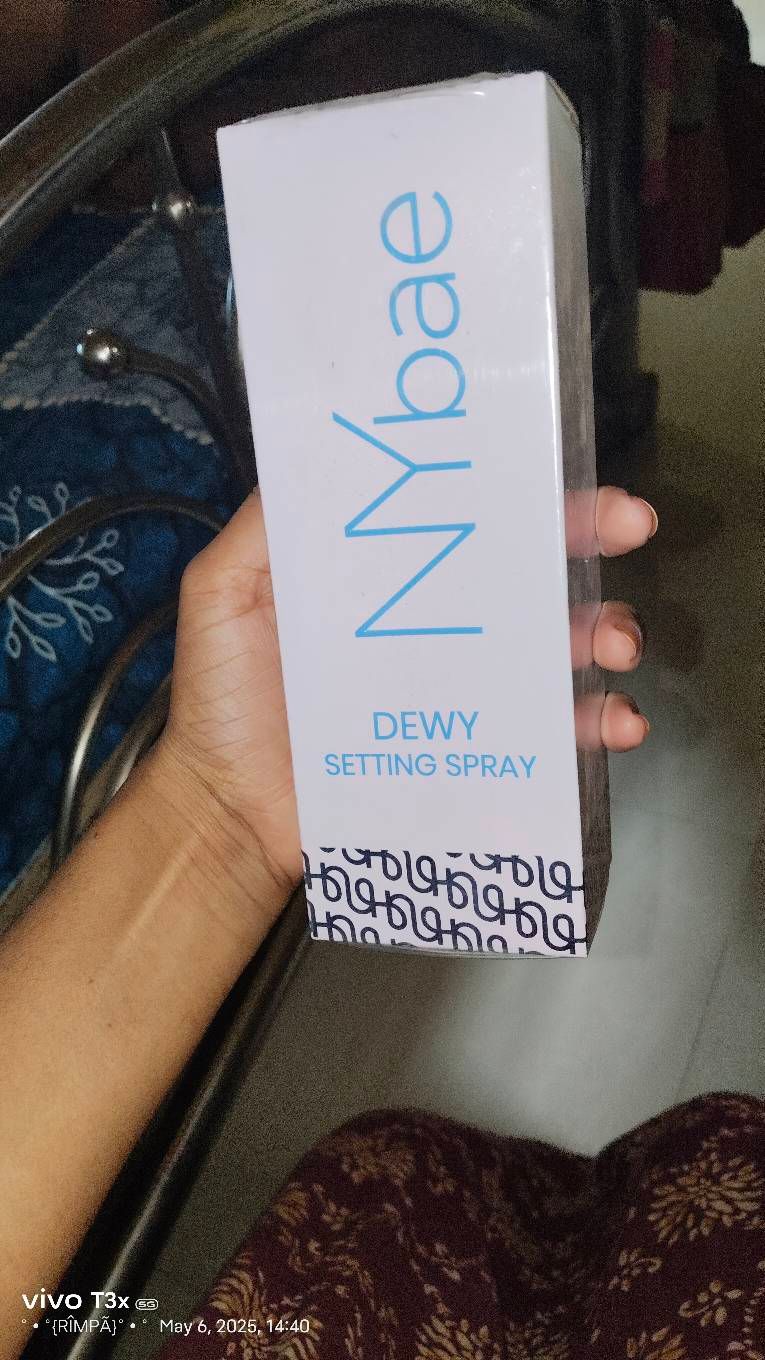 NYbae
DEWY
SETTING SPRAY
vivo T3x 5G
°•°{RÎMPÃ}°•° May 6, 2025, 14:40